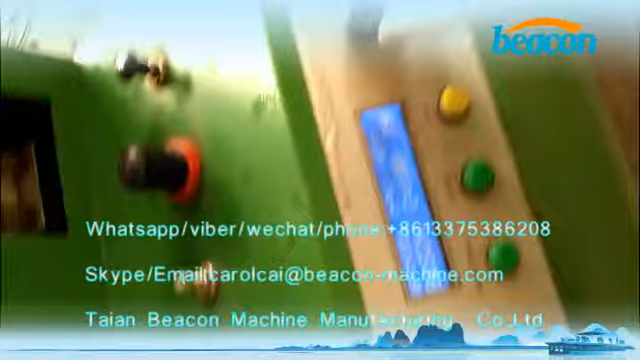 beacon
Whatsapp/viber/wechat/phone:+8613375386208
Skype/Email:carolcai@beacon-machine.com
Taian Beacon Machine Manufacturing Co.,Ltd